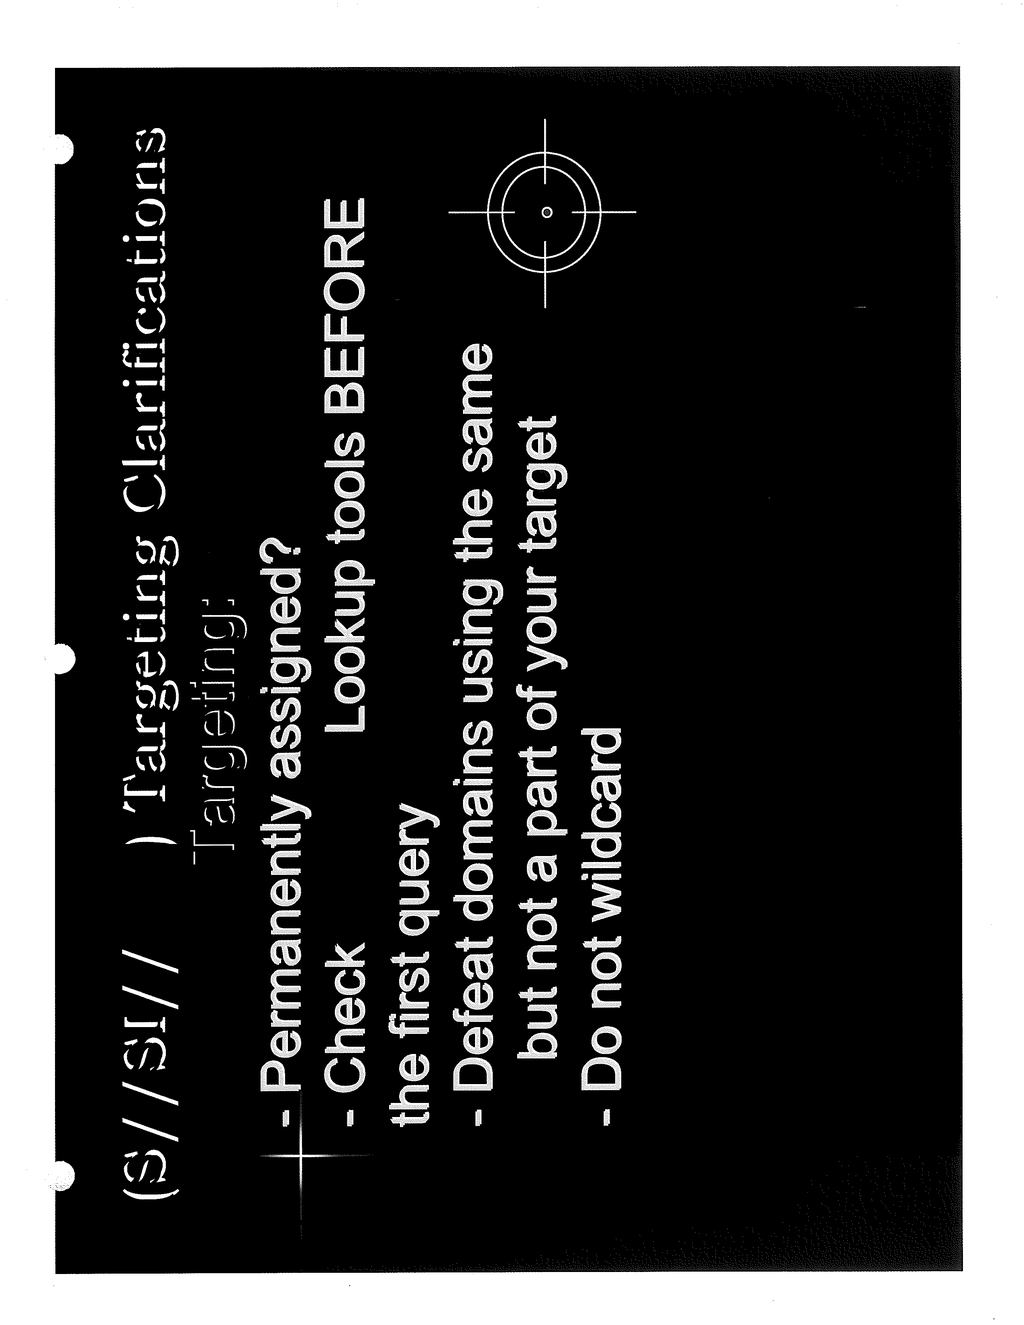 (S//SI// ) Targeting Clarifications
Targeting:
- Permanently assigned?
- Check Lookup tools BEFORE
the first query
- Defeat domains using the same
but not a part of your target
- Do not wildcard